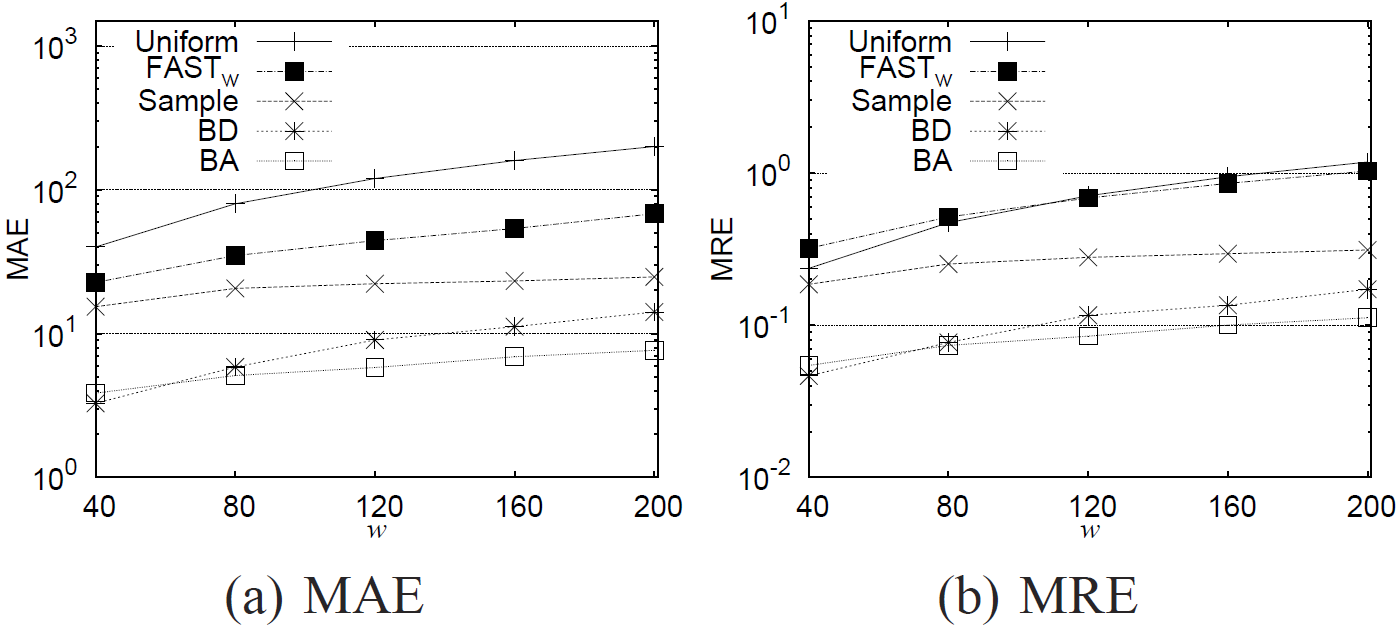 10³
10²
10¹
10⁰
MAE
Uniform
FAST_W
Sample
BD
BA
40 80 120 160 200
w
(a) MAE
10¹
10⁰
10⁻¹
10⁻²
MRE
Uniform
FAST_W
Sample
BD
BA
40 80 120 160 200
w
(b) MRE